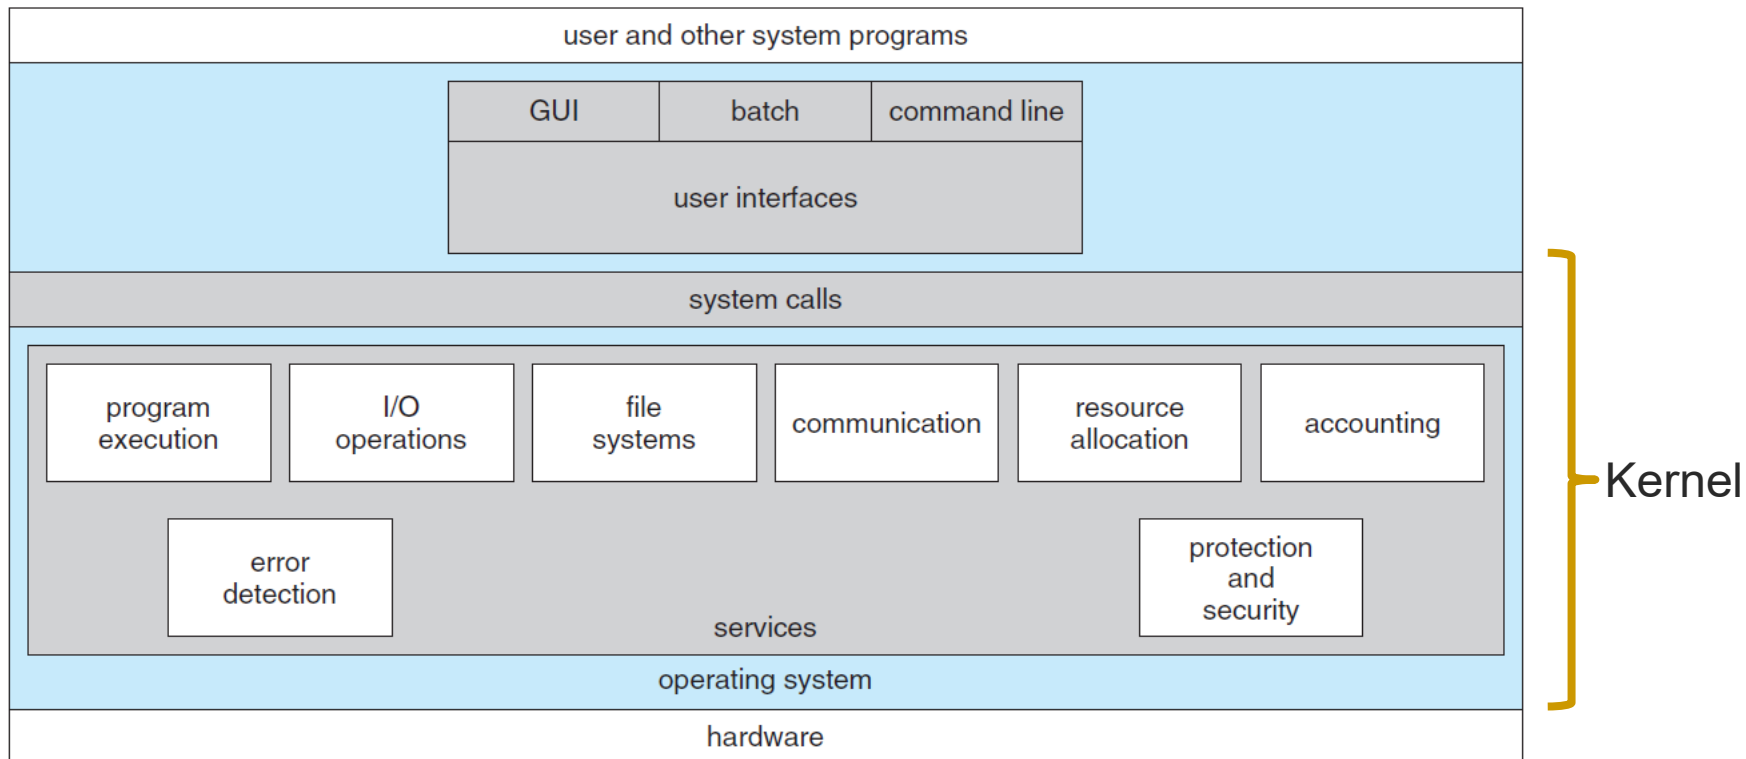 user and other system programs
GUI
batch
command line
user interfaces
system calls
program
execution
I/O
operations
file
systems
communication
resource
allocation
accounting
Kernel
error
detection
protection
and
security
services
operating system
hardware